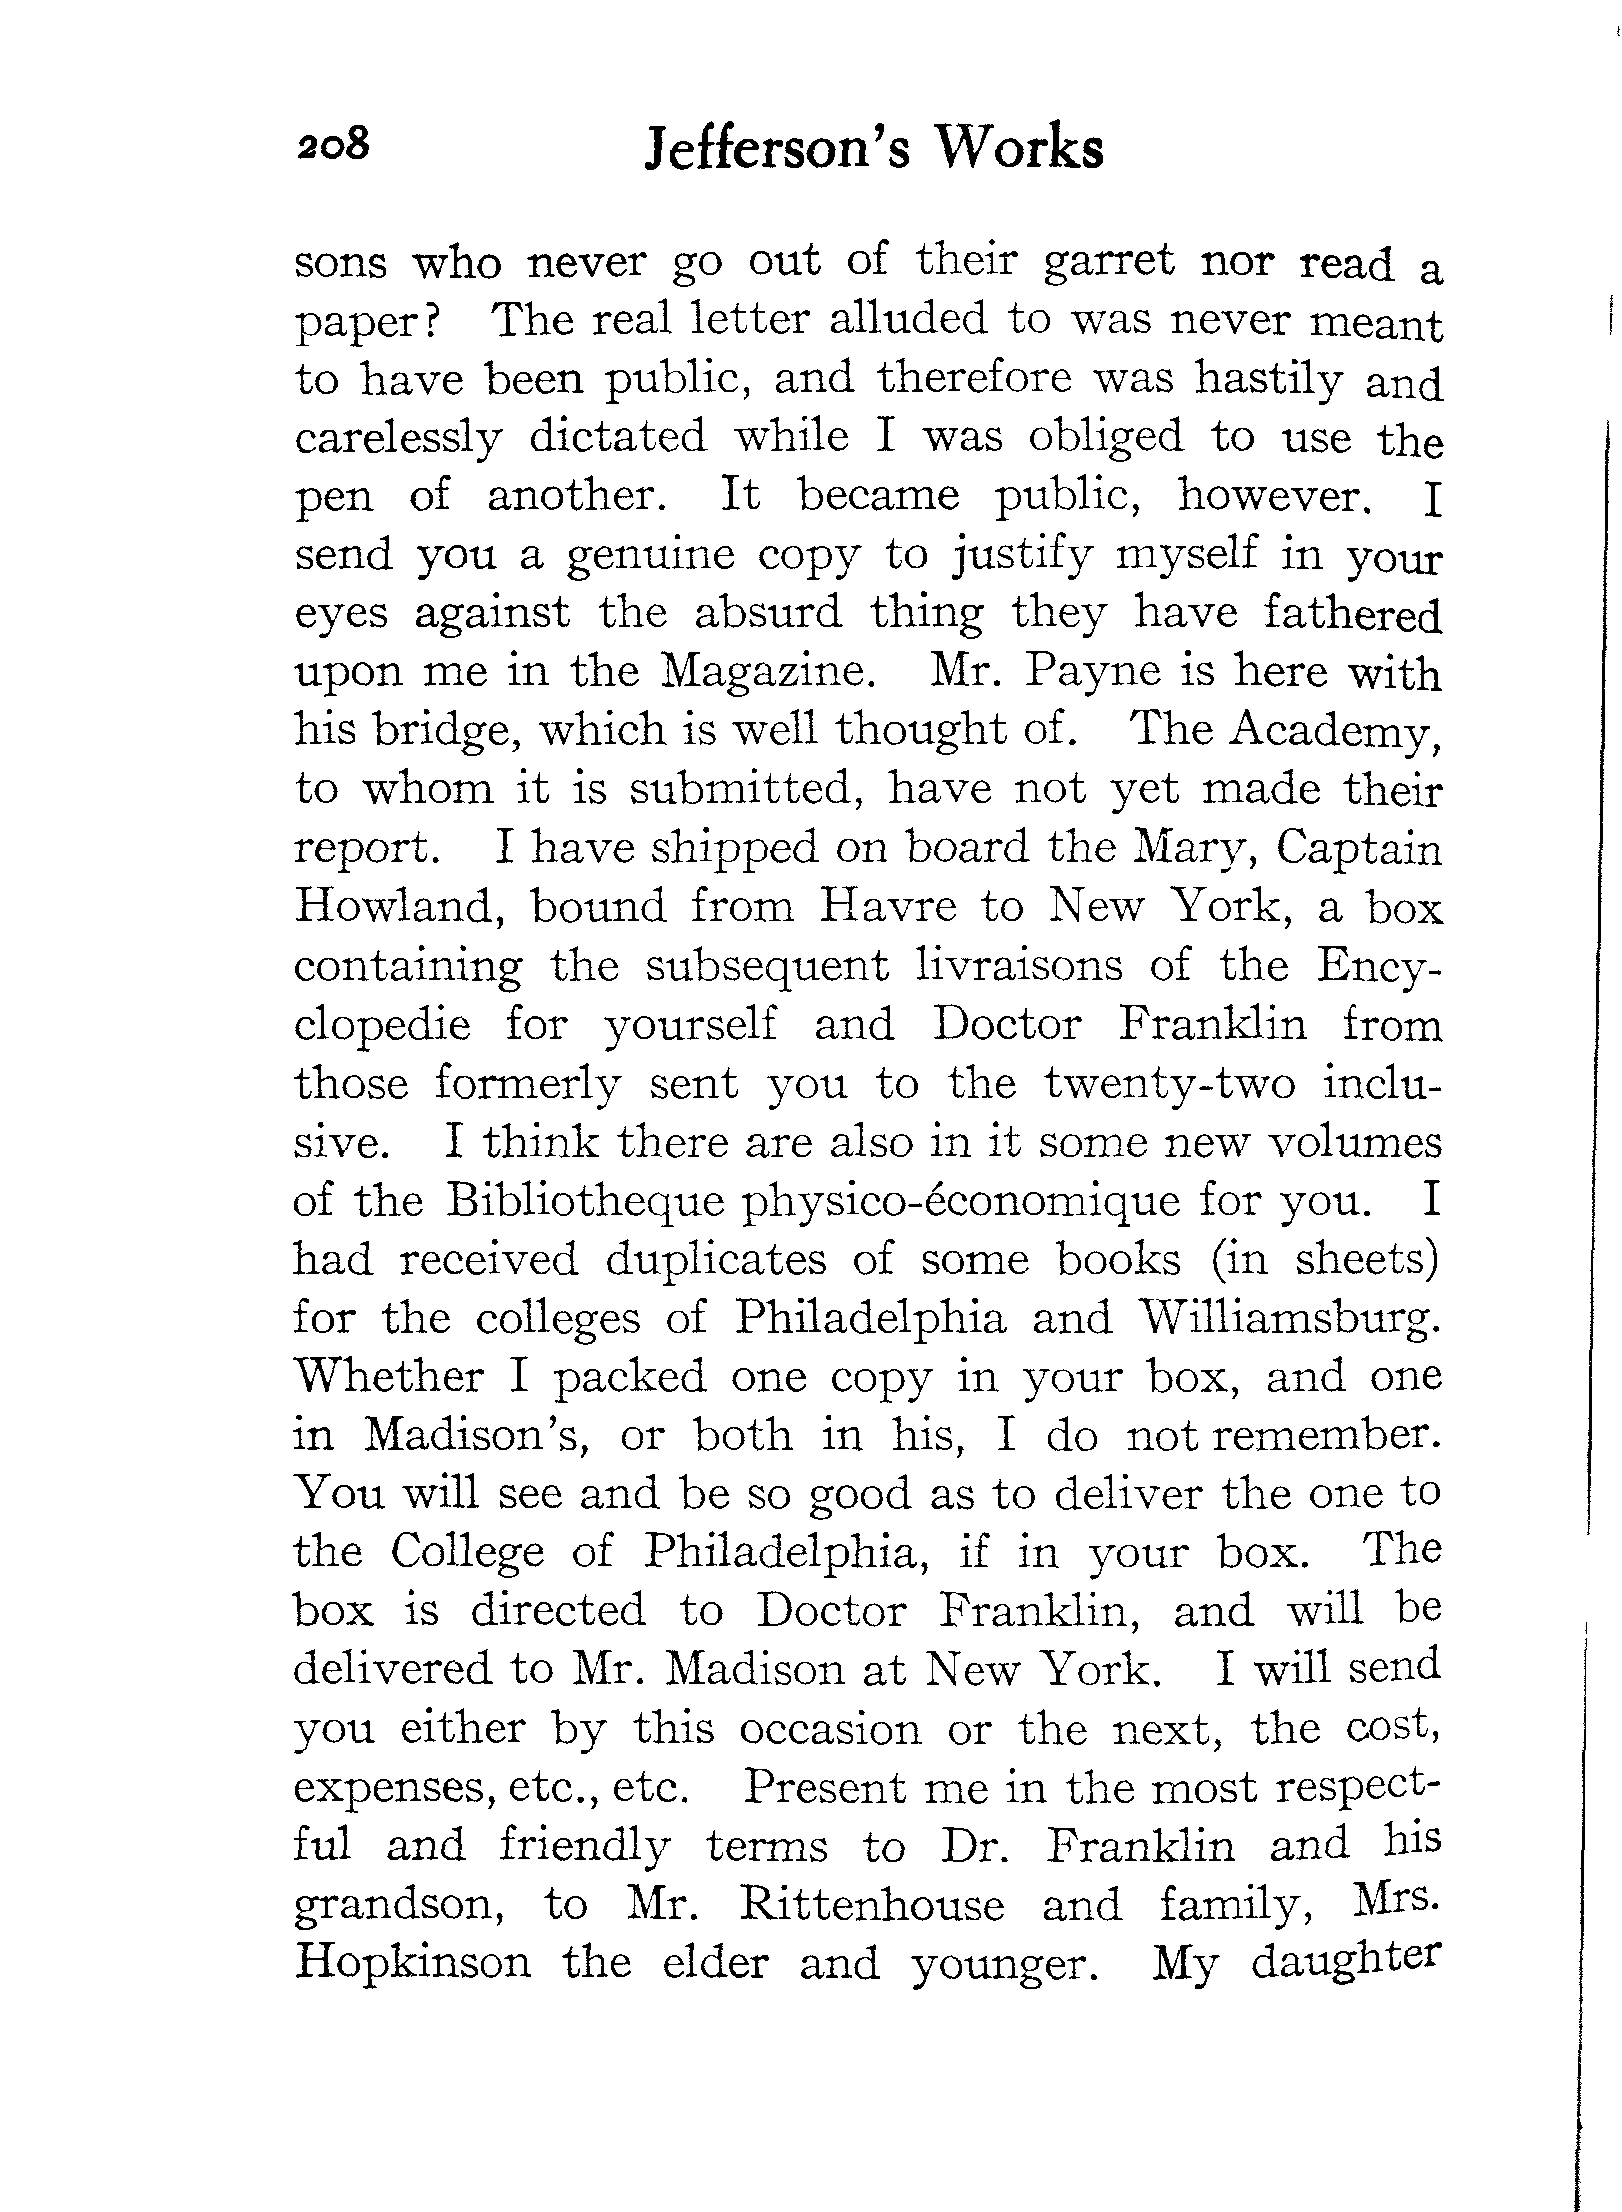 208 Jefferson's Works
sons who never go out of their garret nor read a
paper? The real letter alluded to was never meant
to have been public, and therefore was hastily and
carelessly dictated while I was obliged to use the
pen of another. It became public, however. I
send you a genuine copy to justify myself in your
eyes against the absurd thing they have fathered
upon me in the Magazine. Mr. Payne is here with
his bridge, which is well thought of. The Academy,
to whom it is submitted, have not yet made their
report. I have shipped on board the Mary, Captain
Howland, bound from Havre to New York, a box
containing the subsequent livraisons of the Ency-
clopedie for yourself and Doctor Franklin from
those formerly sent you to the twenty-two inclu-
sive. I think there are also in it some new volumes
of the Bibliotheque physico-économique for you. I
had received duplicates of some books (in sheets)
for the colleges of Philadelphia and Williamsburg.
Whether I packed one copy in your box, and one
in Madison's, or both in his, I do not remember.
You will see and be so good as to deliver the one to
the College of Philadelphia, if in your box. The
box is directed to Doctor Franklin, and will be
delivered to Mr. Madison at New York. I will send
you either by this occasion or the next, the cost,
expenses, etc., etc. Present me in the most respect-
ful and friendly terms to Dr. Franklin and his
grandson, to Mr. Rittenhouse and family, Mrs.
Hopkinson the elder and younger. My daughter